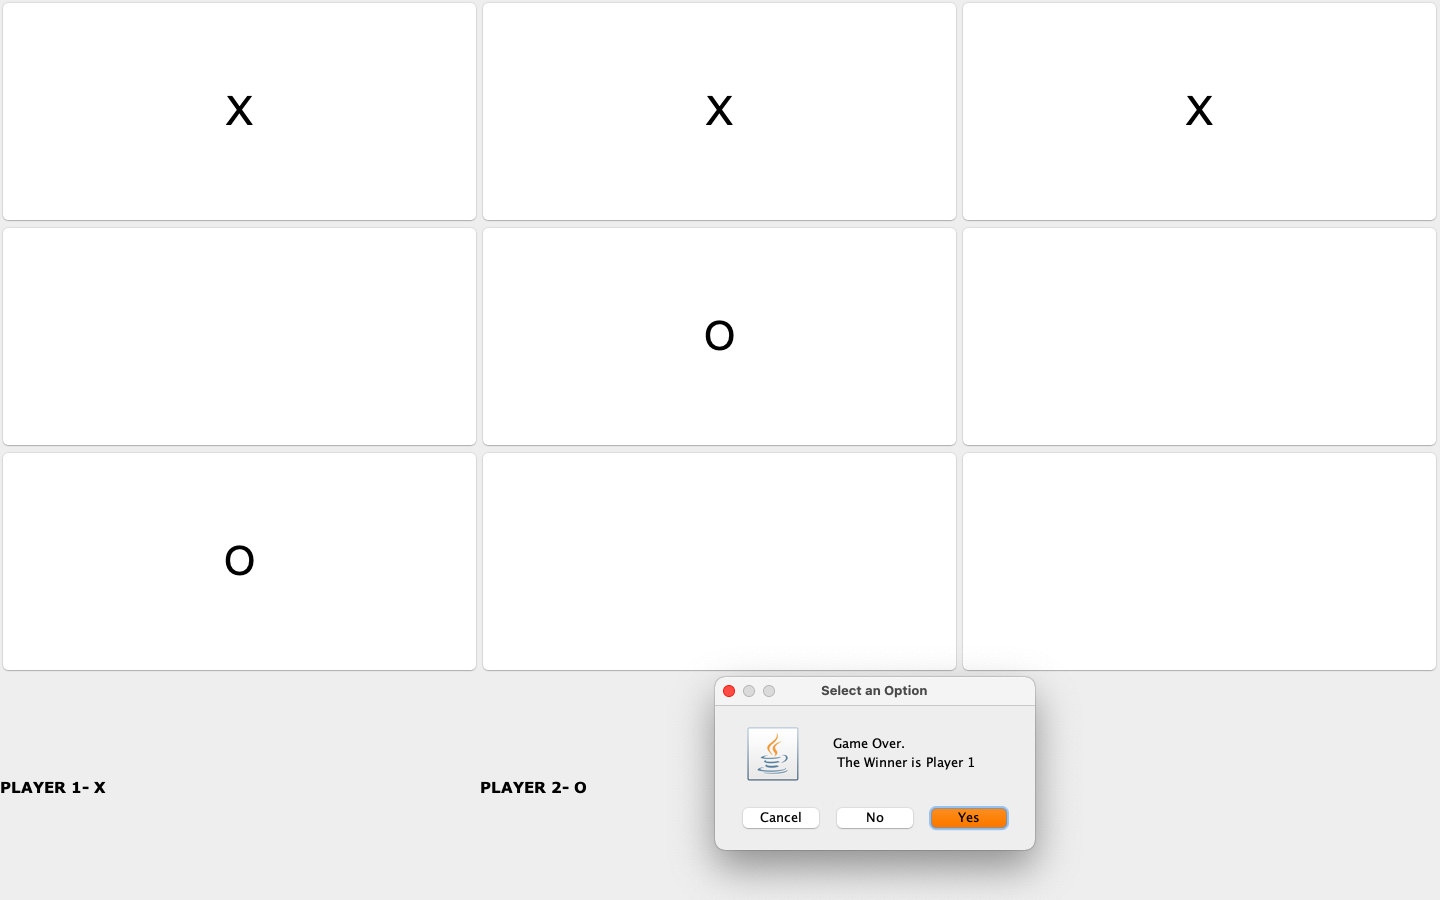 X X X
O
O
Select an Option
Game Over.
The Winner is Player 1
PLAYER 1- X PLAYER 2- O
Cancel No Yes